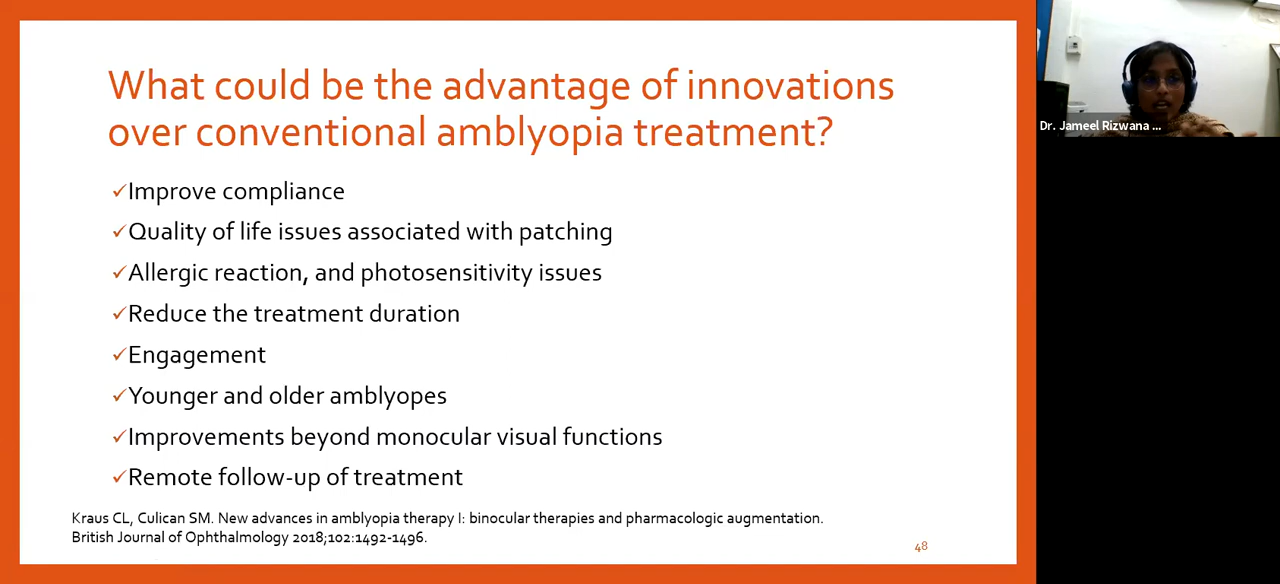 What could be the advantage of innovations
over conventional amblyopia treatment?
✓Improve compliance
✓Quality of life issues associated with patching
✓Allergic reaction, and photosensitivity issues
✓Reduce the treatment duration
✓Engagement
✓Younger and older amblyopes
✓Improvements beyond monocular visual functions
✓Remote follow-up of treatment
Kraus CL, Culican SM. New advances in amblyopia therapy I: binocular therapies and pharmacologic augmentation.
British Journal of Ophthalmology 2018;102:1492-1496.
48
Dr. Jameel Rizwana ...